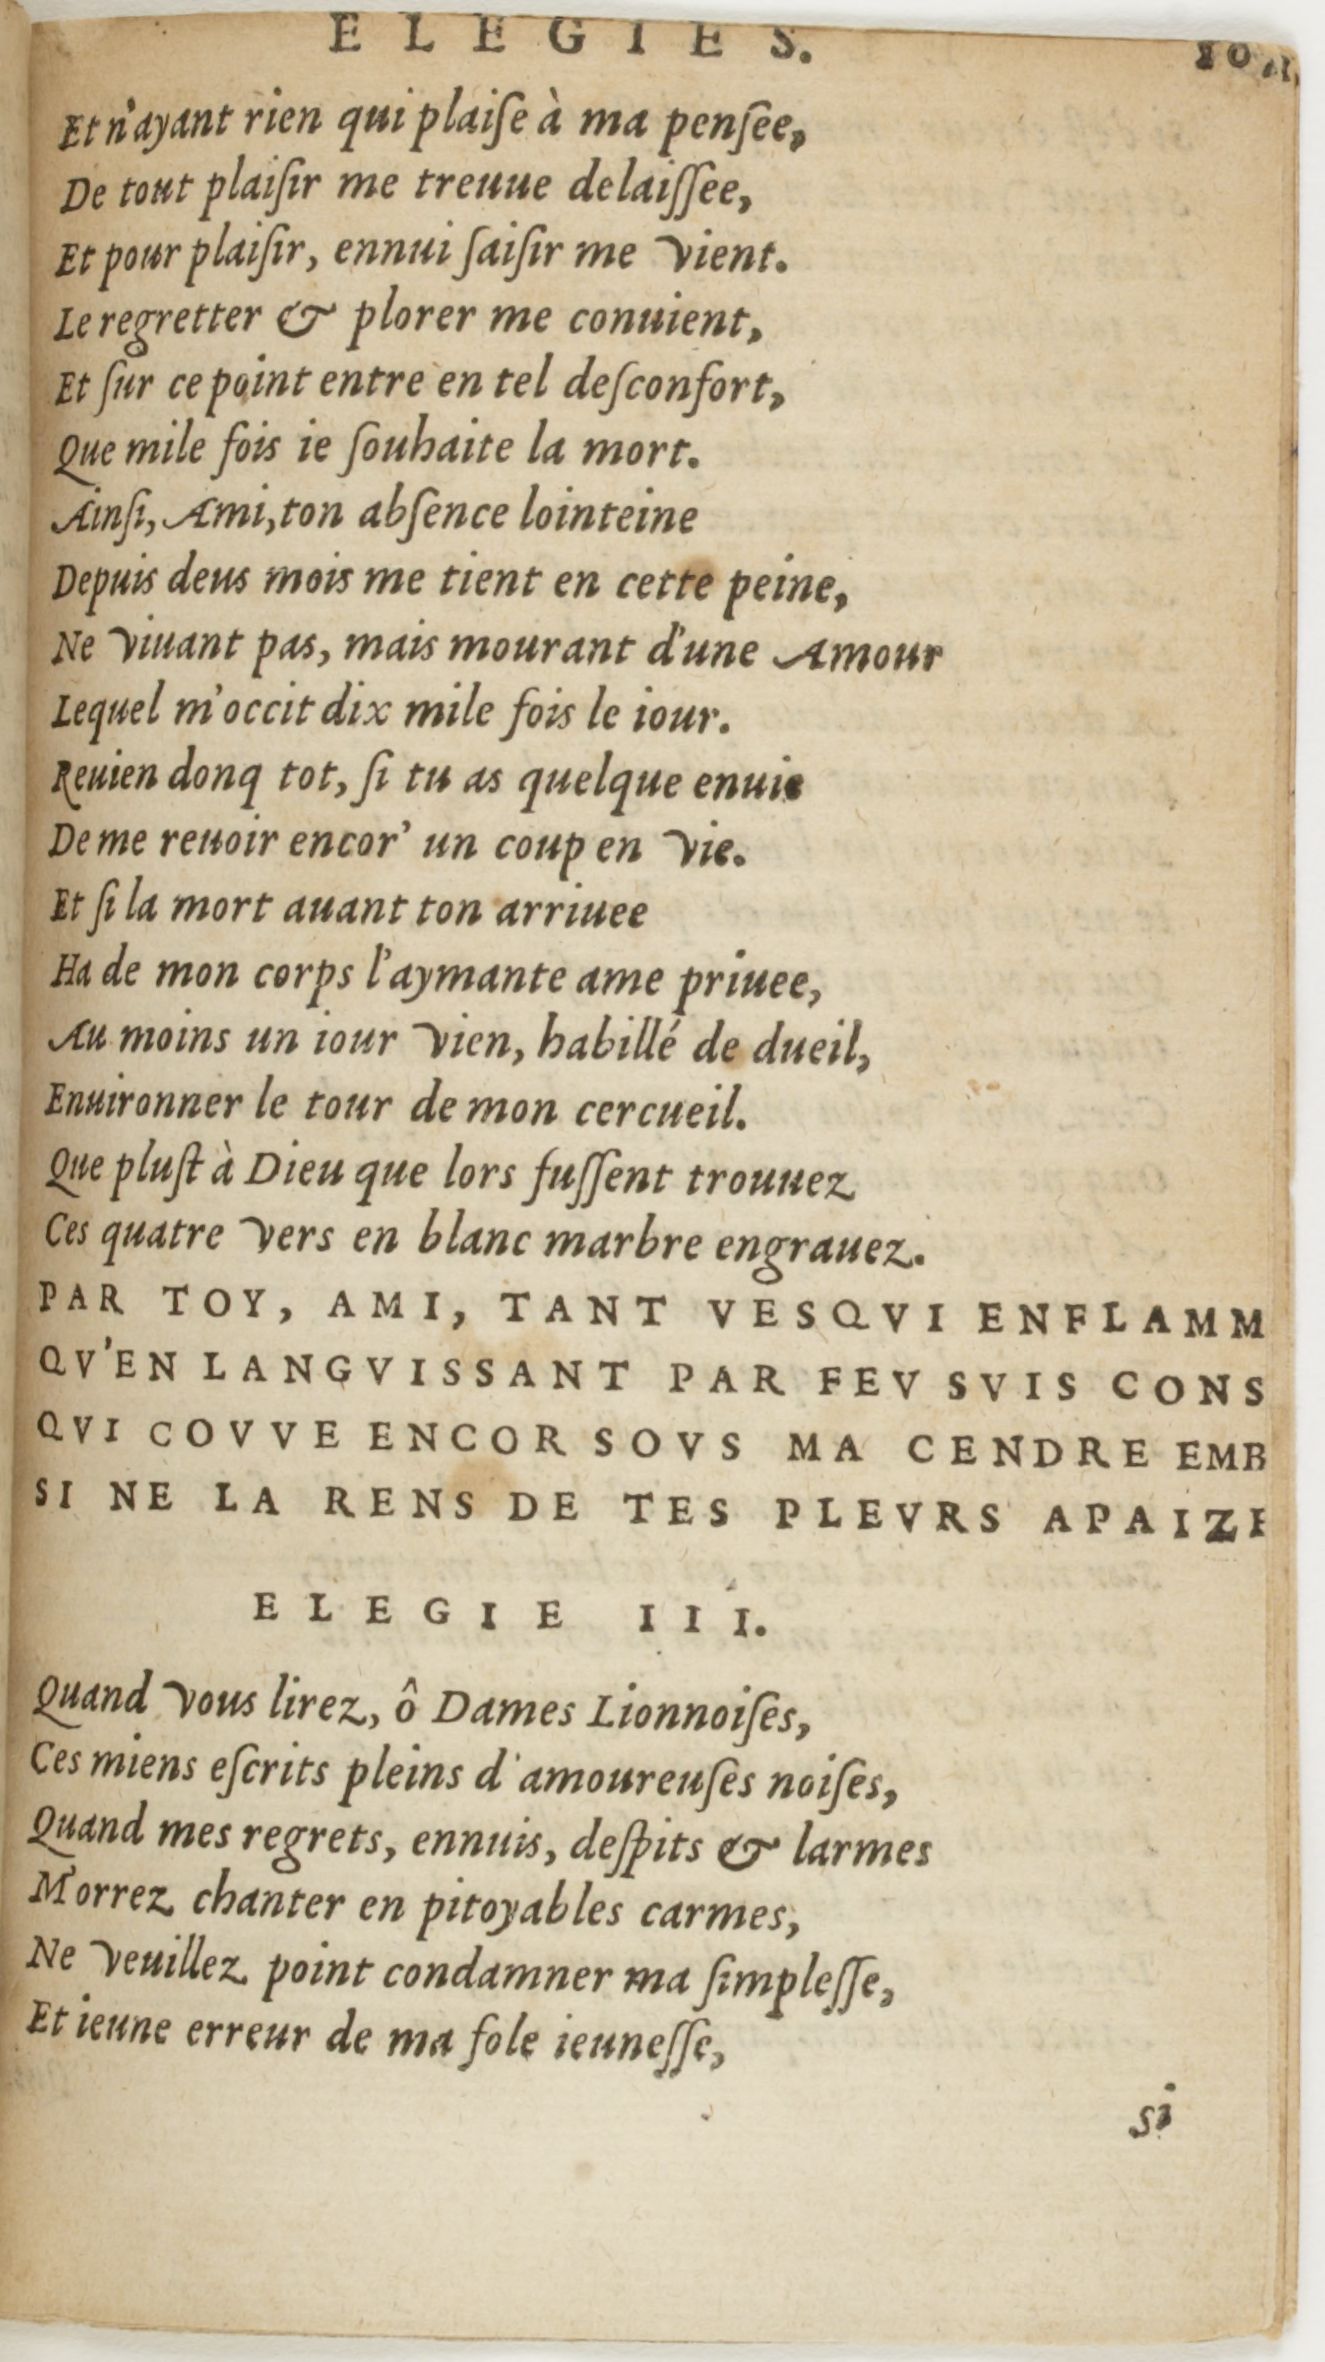 ELEGIES.
Et n'ayant rien qui plaiſe à ma penſee,
De tout plaiſir me treuue delaiſſee,
Et pour plaiſir, ennui ſaiſir me vient.
Le regretter & plorer me conuient,
Et ſur ce point entre en tel deſconfort,
Que mile fois ie ſouhaite la mort.
Ainſi, Ami, ton abſence lointeine
Depuis deus mois me tient en cette peine,
Ne viuant pas, mais mourant d'une Amour
Lequel m'occit dix mile fois le iour.
Reuien donq tot, ſi tu as quelque enuie
De me reuoir encor' un coup en vie.
Et ſi la mort auant ton arriuee
Ha de mon corps l'aymante ame priuee,
Au moins un iour vien, habillé de dueil,
Enuironner le tour de mon cercueil.
Que pluſt à Dieu que lors fuſſent trouuez
Ces quatre vers en blanc marbre engrauez.
PAR TOY, AMI, TANT VESQVI ENFLAMM
QV'EN LANGVISSANT PAR FEV SVIS CONS
QVI COVVE ENCOR SOVS MA CENDRE EMB
SI NE LA RENS DE TES PLEVRS APAIZE
ELEGIE III.
Quand vous lirez, ô Dames Lionnoiſes,
Ces miens eſcrits pleins d'amoureuſes noiſes,
Quand mes regrets, ennuis, deſpits & larmes
M'orrez chanter en pitoyables carmes,
Ne veuillez point condamner ma ſimpleſſe,
Et ieune erreur de ma fole ieuneſſe,
Si